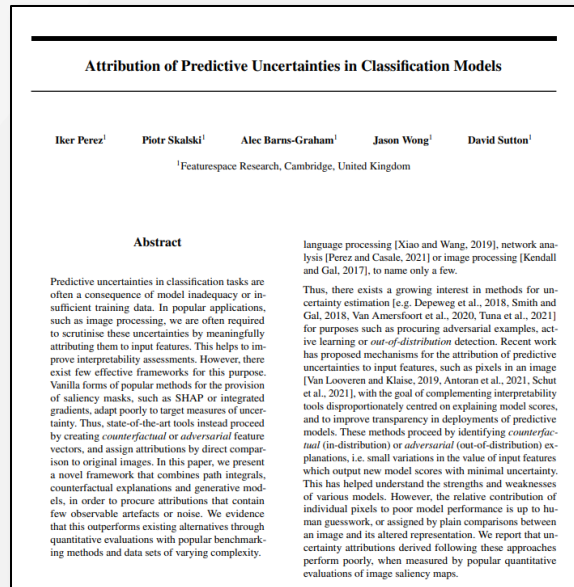 Attribution of Predictive Uncertainties in Classification Models
Iker Perez¹ Piotr Skalski¹ Alec Barns-Graham¹ Jason Wong¹ David Sutton¹
¹Featurespace Research, Cambridge, United Kingdom
Abstract
Predictive uncertainties in classification tasks are
often a consequence of model inadequacy or in-
sufficient training data. In popular applications,
such as image processing, we are often required
to scrutinise these uncertainties by meaningfully
attributing them to input features. This helps to im-
prove interpretability assessments. However, there
exist few effective frameworks for this purpose.
Vanilla forms of popular methods for the provision
of saliency masks, such as SHAP or integrated
gradients, adapt poorly to target measures of uncer-
tainty. Thus, state-of-the-art tools instead proceed
by creating counterfactual or adversarial feature
vectors, and assign attributions by direct compar-
ison to original images. In this paper, we present
a novel framework that combines path integrals,
counterfactual explanations and generative mod-
els, in order to procure attributions that contain
few observable artefacts or noise. We evidence
that this outperforms existing alternatives through
quantitative evaluations with popular benchmark-
ing methods and data sets of varying complexity.
language processing [Xiao and Wang, 2019], network ana-
lysis [Perez and Casale, 2021] or image processing [Kendall
and Gal, 2017], to name only a few.
Thus, there exists a growing interest in methods for un-
certainty estimation [e.g. Depeweg et al., 2018, Smith and
Gal, 2018, Van Amersfoort et al., 2020, Tuna et al., 2021]
for purposes such as procuring adversarial examples, act-
ive learning or out-of-distribution detection. Recent work
has proposed mechanisms for the attribution of predictive
uncertainties to input features, such as pixels in an image
[Van Looveren and Klaise, 2019, Antoran et al., 2021, Schut
et al., 2021], with the goal of complementing interpretability
tools disproportionately centred on explaining model scores,
and to improve transparency in deployments of predictive
models. These methods proceed by identifying counterfac-
tual (in-distribution) or adversarial (out-of-distribution) ex-
planations, i.e. small variations in the value of input features
which output new model scores with minimal uncertainty.
This has helped understand the strengths and weaknesses
of various models. However, the relative contribution of
individual pixels to poor model performance is up to hu-
man guesswork, or assigned by plain comparisons between
an image and its altered representation. We report that un-
certainty attributions derived following these approaches
perform poorly, when measured by popular quantitative
evaluations of image saliency maps.